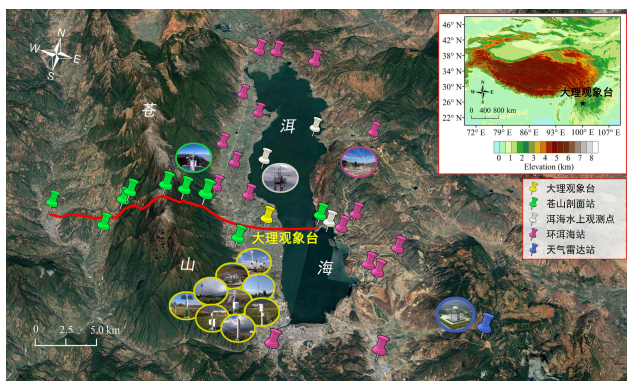 N
W
E
S
苍
洱
山
海
大理观象台
0 2.5 5.0 km
46° N
42° N
38° N
34° N
30° N
26° N
22° N
大理观象台
N
W E
S
0 400 800 km
72° E 79° E 86° E 93° E 100° E 107° E
0 1 2 3 4 5 6 7 8
Elevation (km)
大理观象台
苍山剖面站
洱海水上观测点
环洱海站
天气雷达站